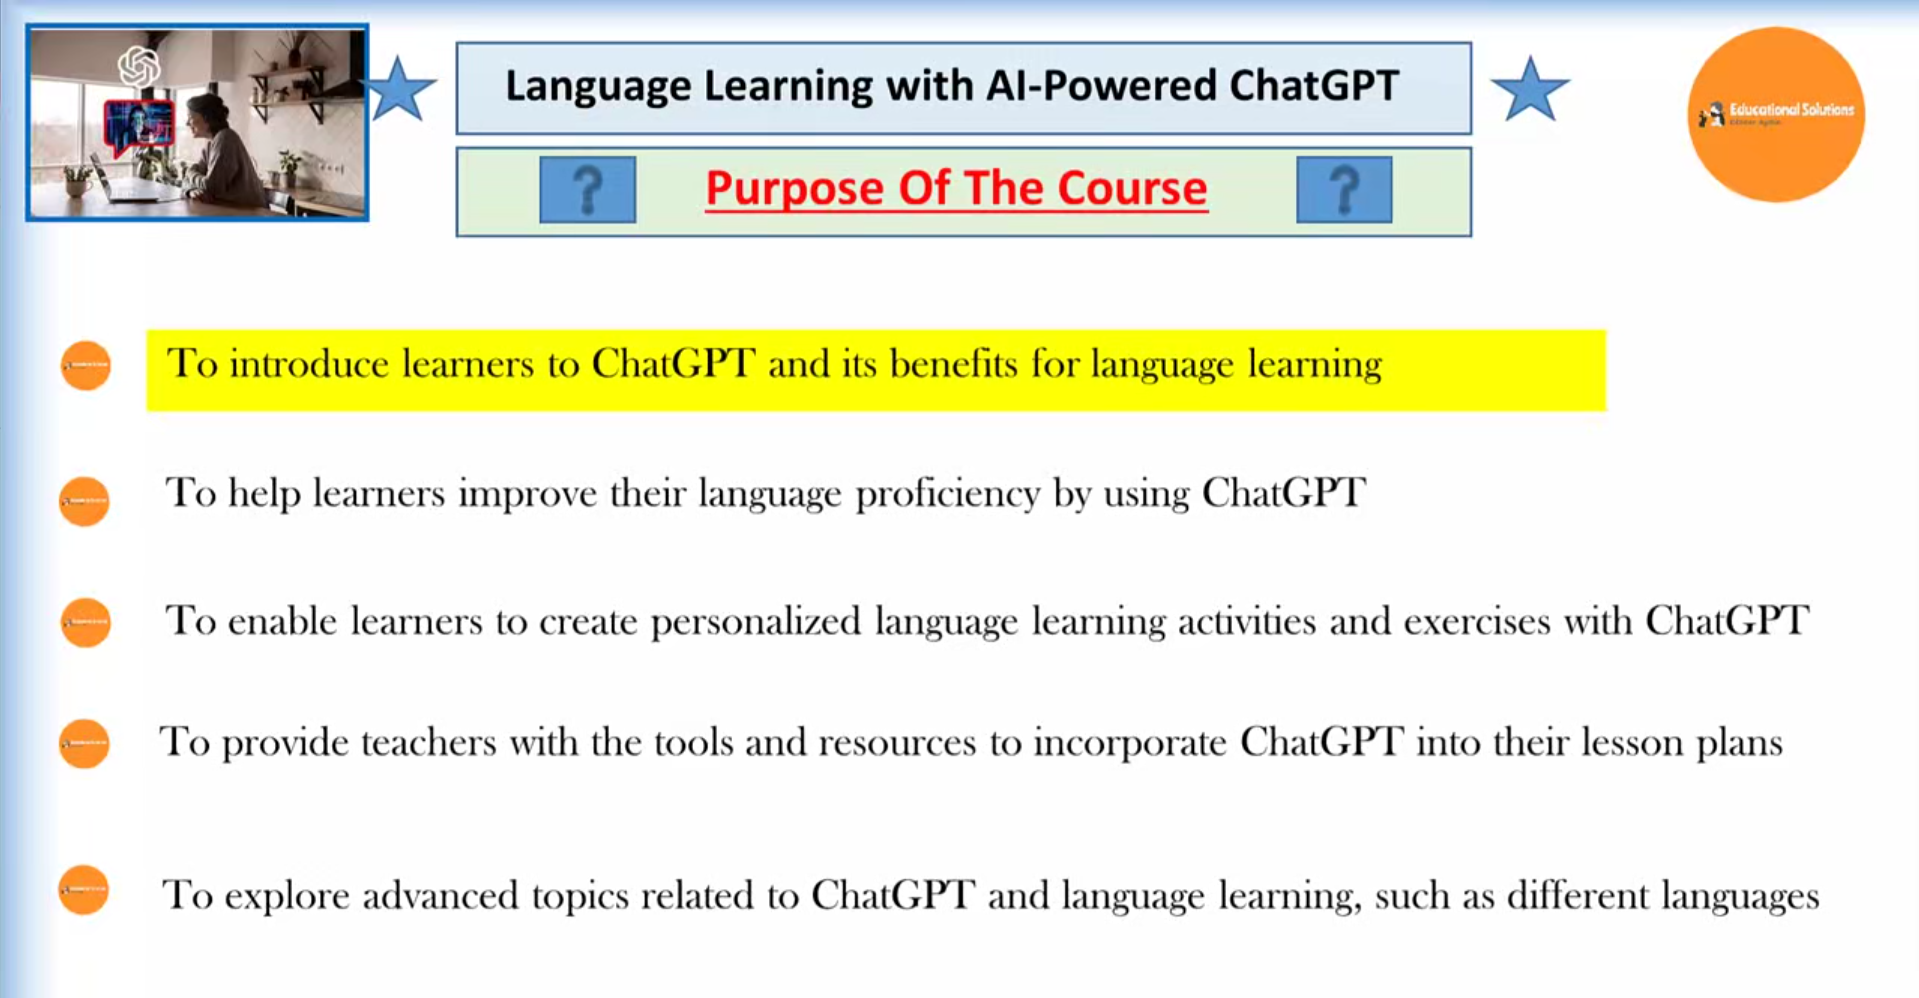 Language Learning with AI-Powered ChatGPT
Educational Solutions
? Purpose Of The Course ?
To introduce learners to ChatGPT and its benefits for language learning
To help learners improve their language proficiency by using ChatGPT
To enable learners to create personalized language learning activities and exercises with ChatGPT
To provide teachers with the tools and resources to incorporate ChatGPT into their lesson plans
To explore advanced topics related to ChatGPT and language learning, such as different languages